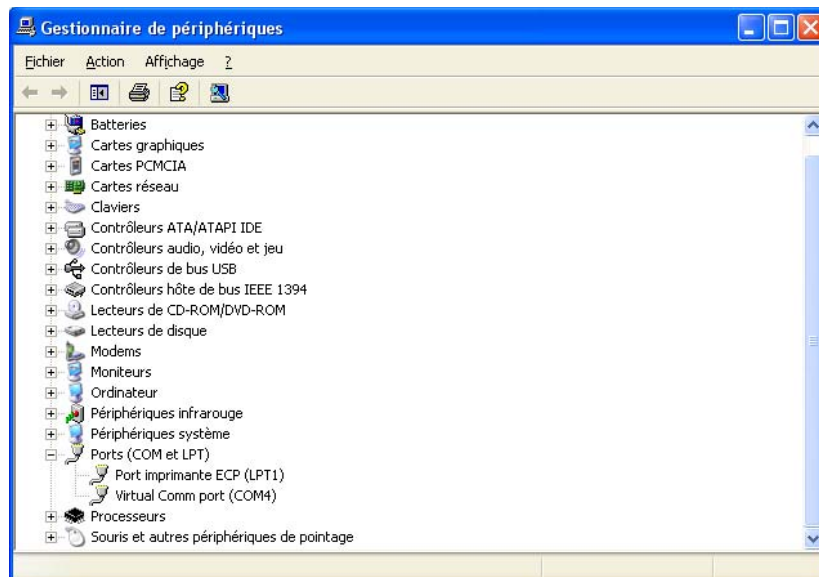 Gestionnaire de périphériques
Fichier Action Affichage ?
Batteries
Cartes graphiques
Cartes PCMCIA
Cartes réseau
Claviers
Contrôleurs ATA/ATAPI IDE
Contrôleurs audio, vidéo et jeu
Contrôleurs de bus USB
Contrôleurs hôte de bus IEEE 1394
Lecteurs de CD-ROM/DVD-ROM
Lecteurs de disque
Modems
Moniteurs
Ordinateur
Périphériques infrarouge
Périphériques système
Ports (COM et LPT)
Port imprimante ECP (LPT1)
Virtual Comm port (COM4)
Processeurs
Souris et autres périphériques de pointage